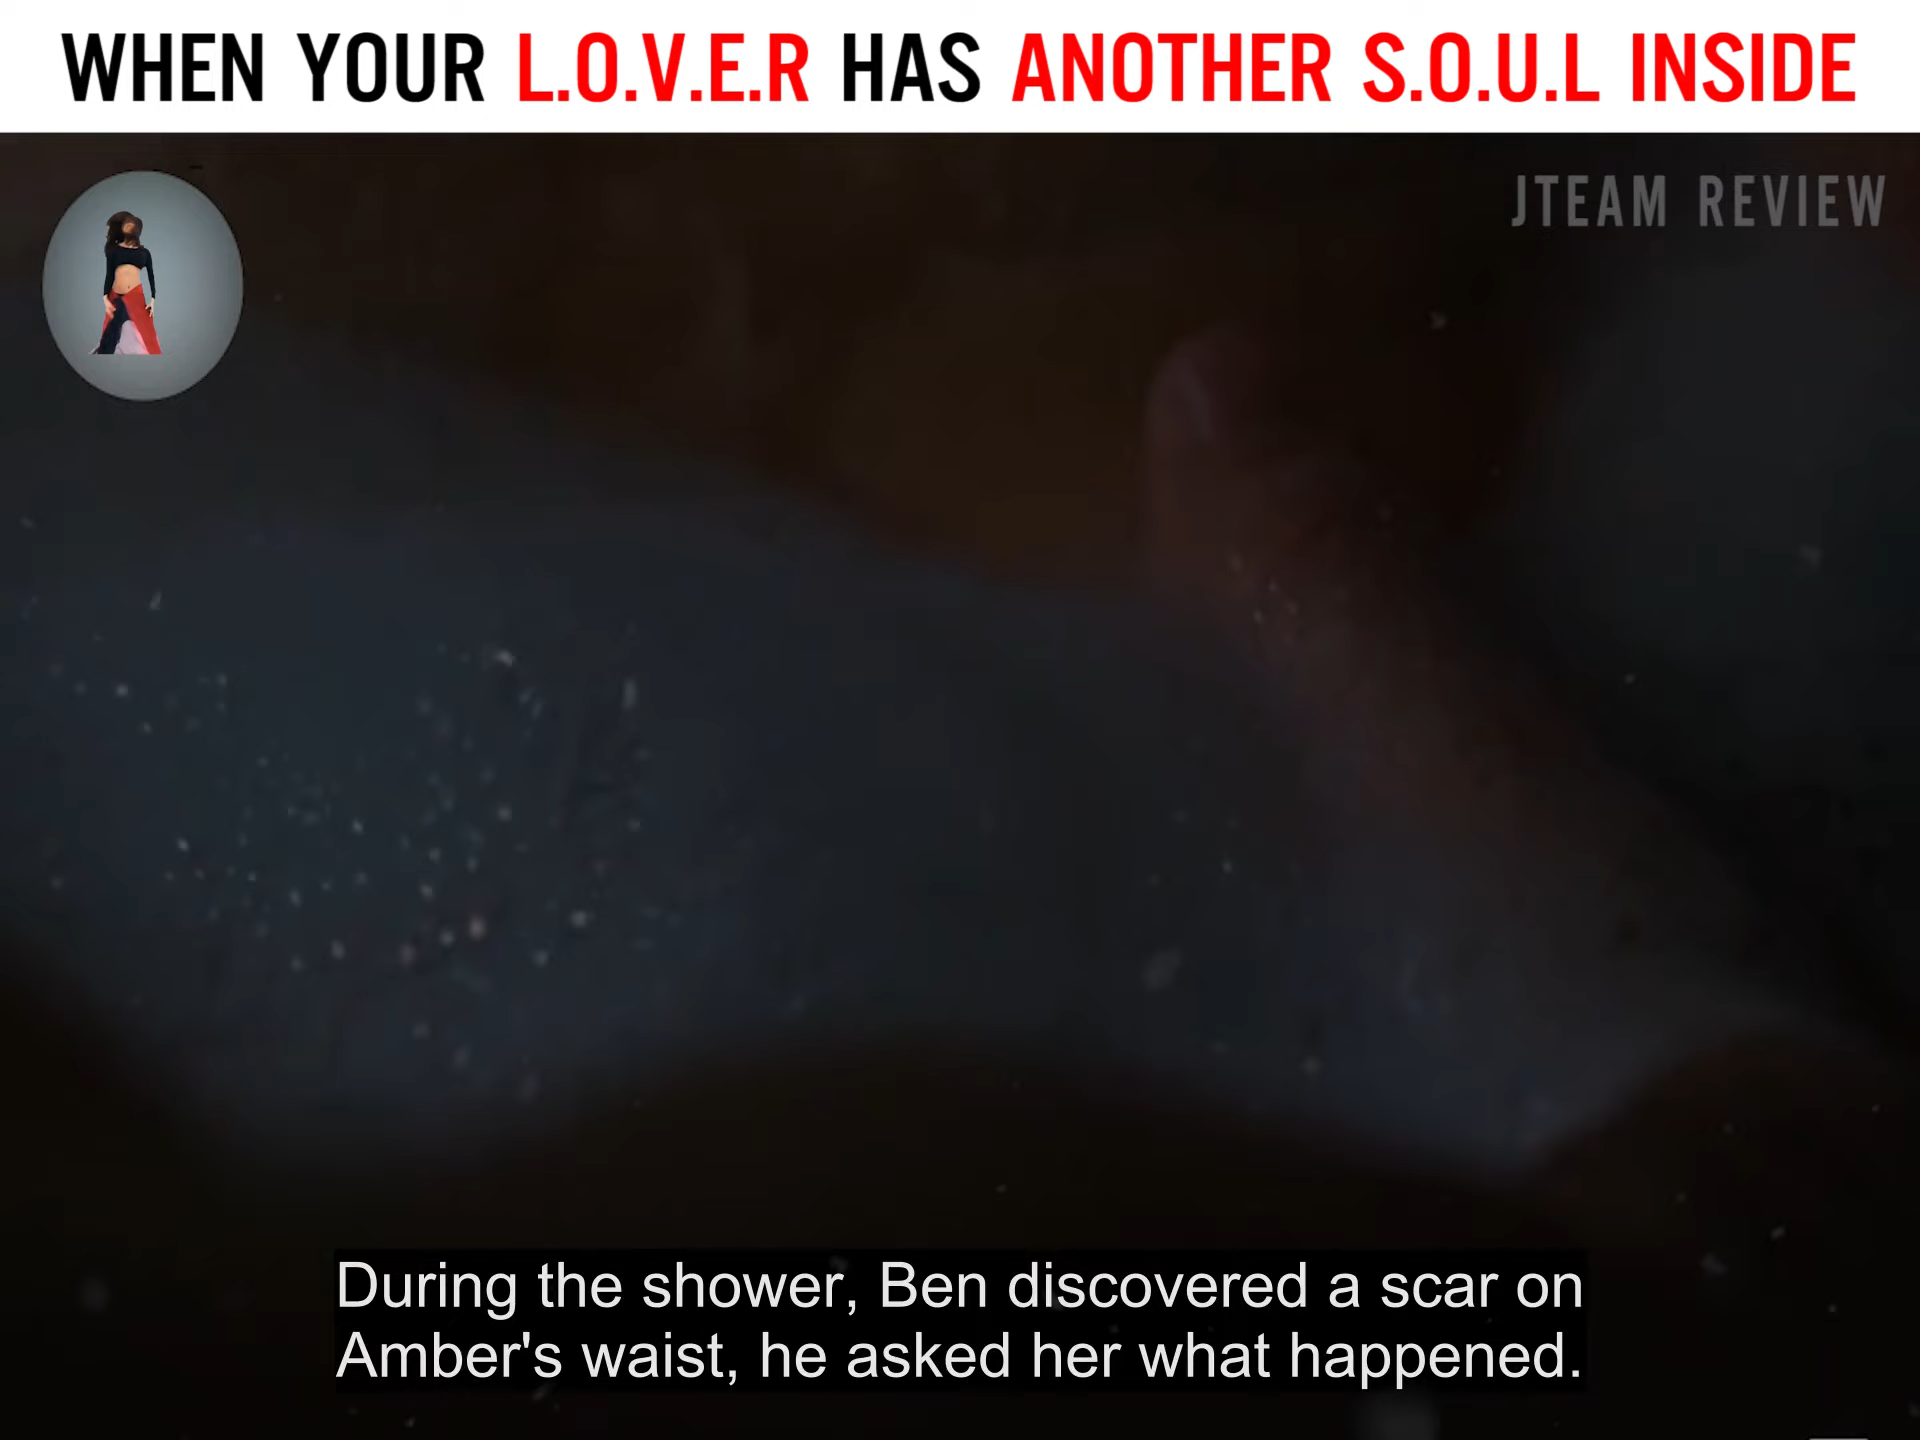 WHEN YOUR L.O.V.E.R HAS ANOTHER S.O.U.L INSIDE
JTEAM REVIEW
During the shower, Ben discovered a scar on
Amber's waist, he asked her what happened.